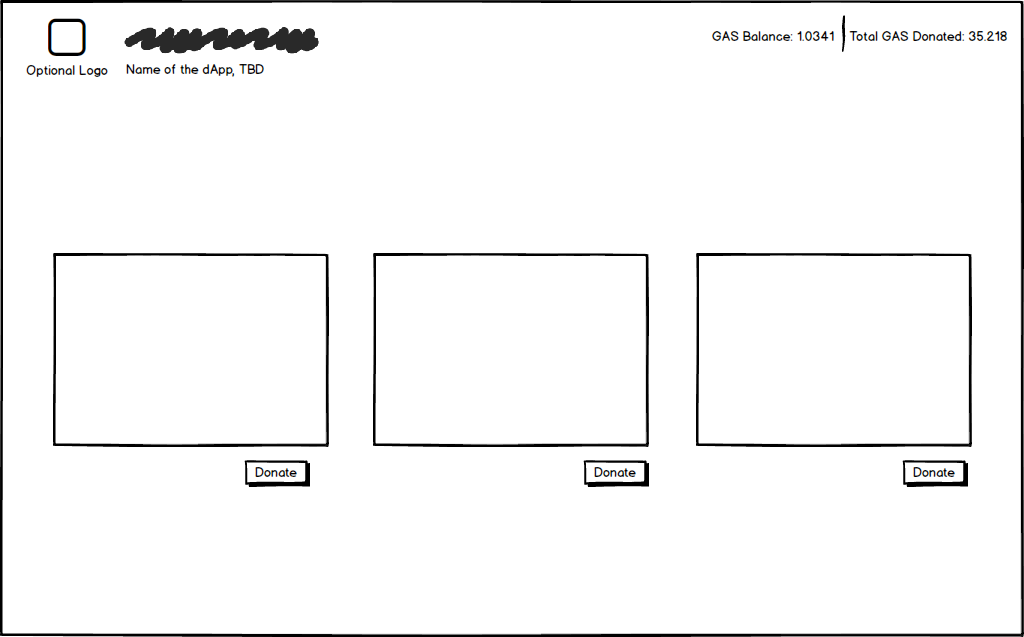 GAS Balance: 1.0341
Total GAS Donated: 35.218
Optional Logo
Name of the dApp, TBD
Donate
Donate
Donate